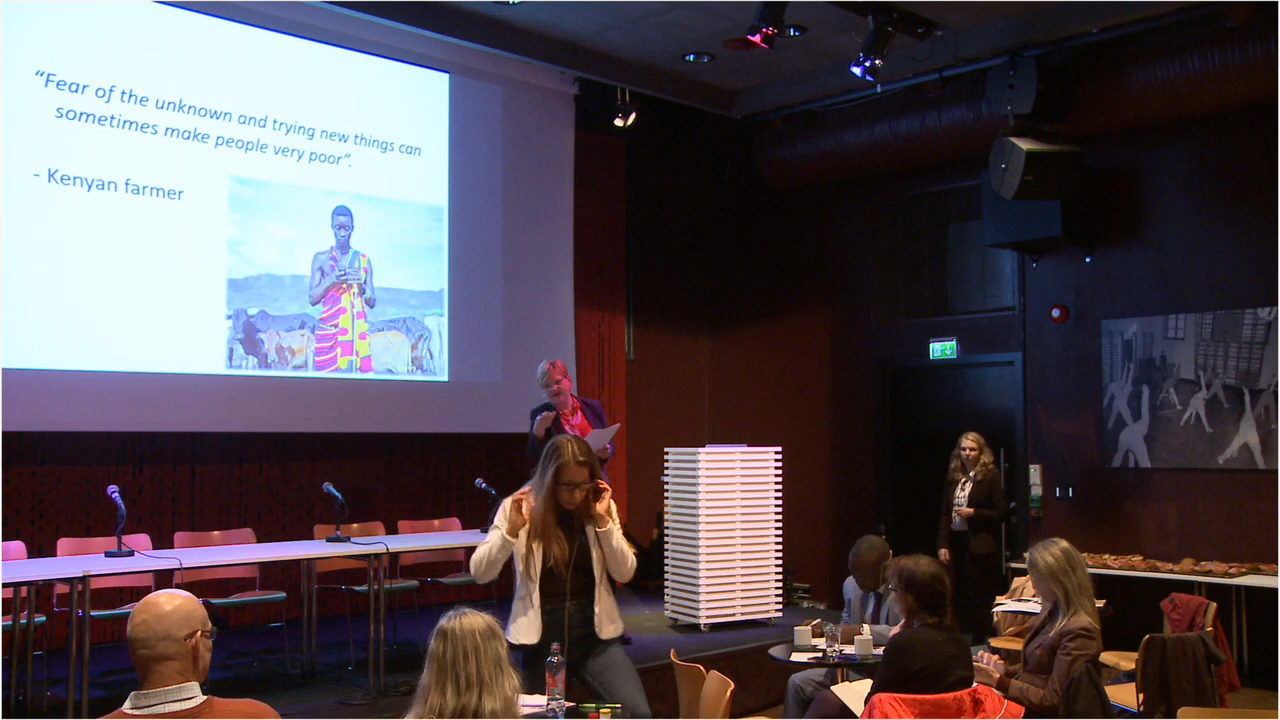 “Fear of the unknown and trying new things can
sometimes make people very poor”.
- Kenyan farmer